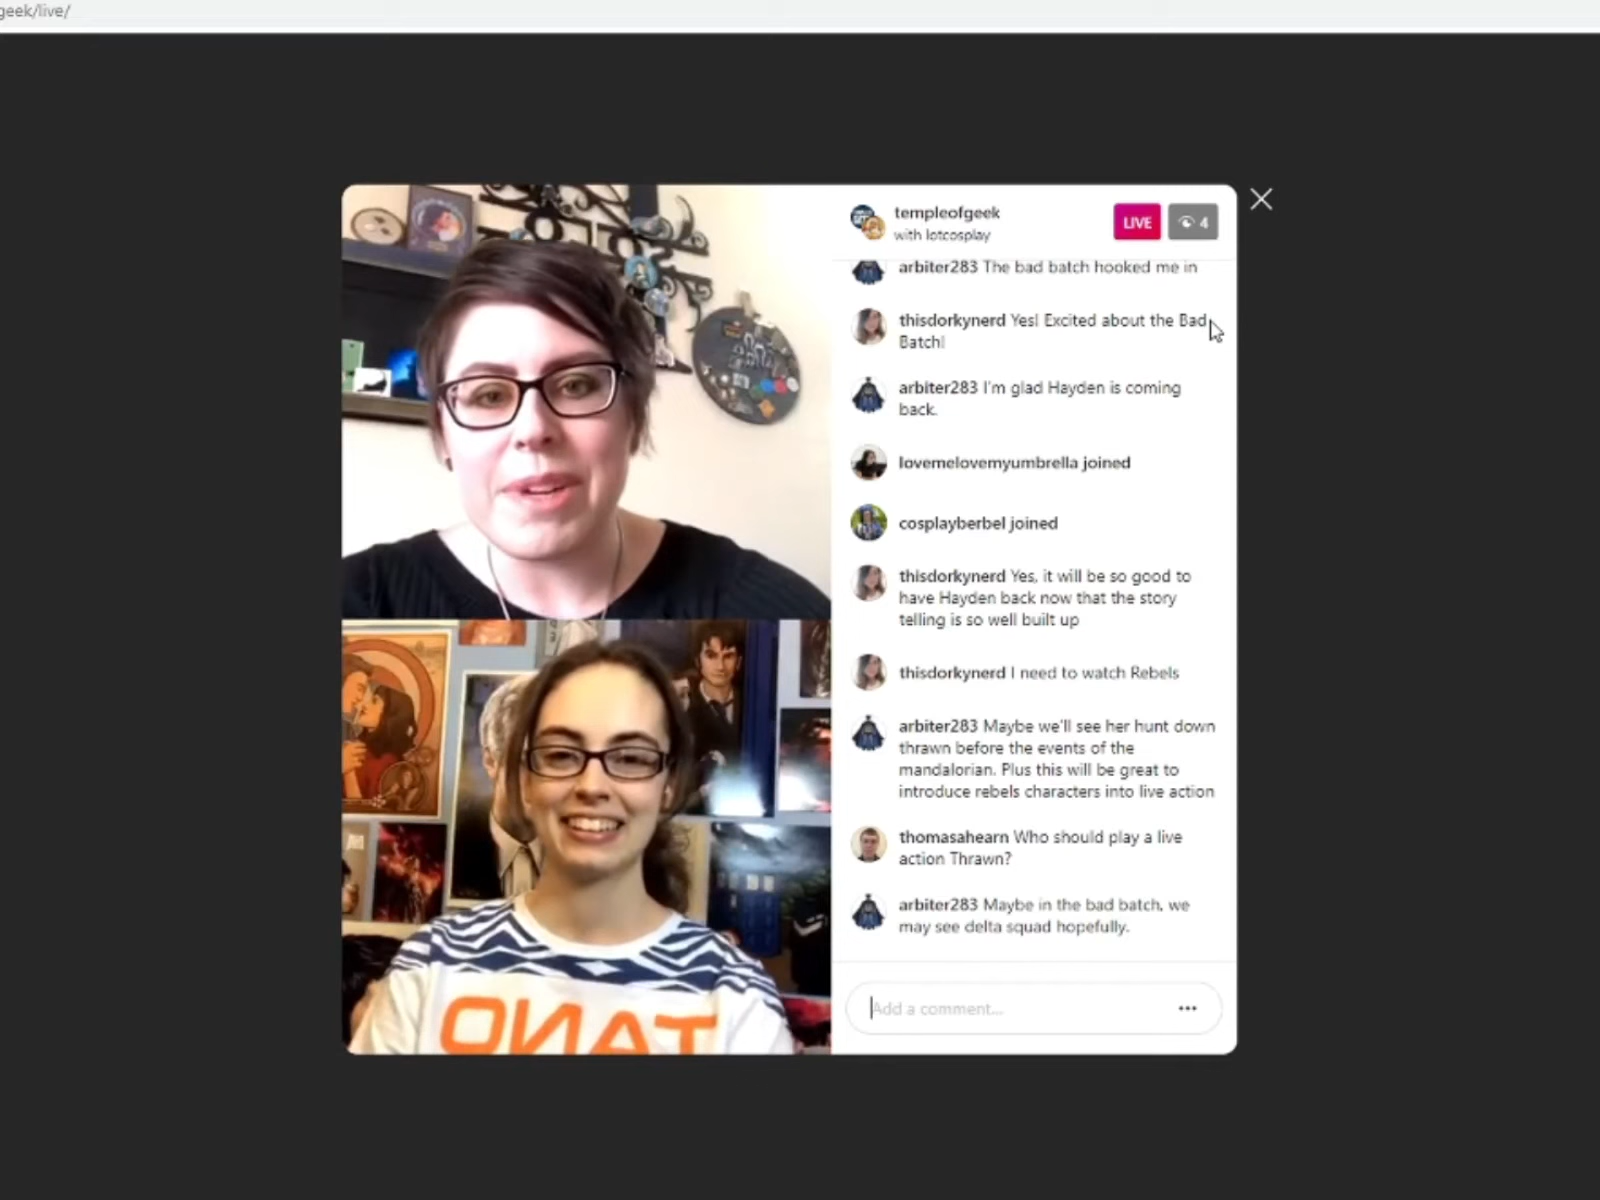 geek/live/
templeofgeek
with lotcosplay
LIVE
4
arbiter283 The bad batch hooked me in
thisdorkynerd Yes! Excited about the Bad
Batch!
arbiter283 I'm glad Hayden is coming
back.
lovemelovemyumbrella joined
cosplayberbel joined
thisdorkynerd Yes, it will be so good to
have Hayden back now that the story
telling is so well built up
thisdorkynerd I need to watch Rebels
arbiter283 Maybe we'll see her hunt down
thrawn before the events of the
mandalorian. Plus this will be great to
introduce rebels characters into live action
thomasahearn Who should play a live
action Thrawn?
arbiter283 Maybe in the bad batch, we
may see delta squad hopefully.
Add a comment...
TANO